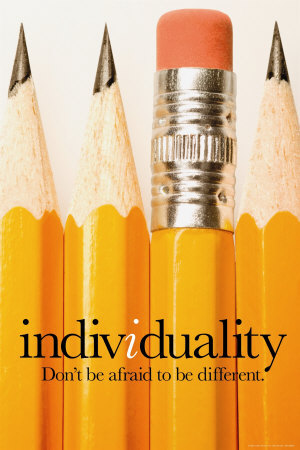 individuality
Don't be afraid to be different.